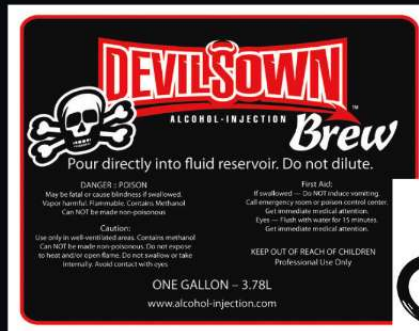 DEVILSOWN™
ALCOHOL-INJECTION
Brew
Pour directly into fluid reservoir. Do not dilute.
DANGER : POISON
May be fatal or cause blindness if swallowed.
Vapor harmful. Flammable. Contains Methanol
Can NOT be made non-poisonous
Caution:
Use only in well-ventilated areas. Contains methanol
Can NOT be made non-poisonous. Do not expose
to heat and/or open flame. Do not swallow or take
internally. Avoid contact with eyes
First Aid:
If swallowed — Do NOT induce vomiting.
Call emergency room or poison control center.
Get immediate medical attention.
Eyes — Flush with water for 15 minutes.
Get immediate medical attention.
KEEP OUT OF REACH OF CHILDREN
Professional Use Only
ONE GALLON – 3.78L
www.alcohol-injection.com